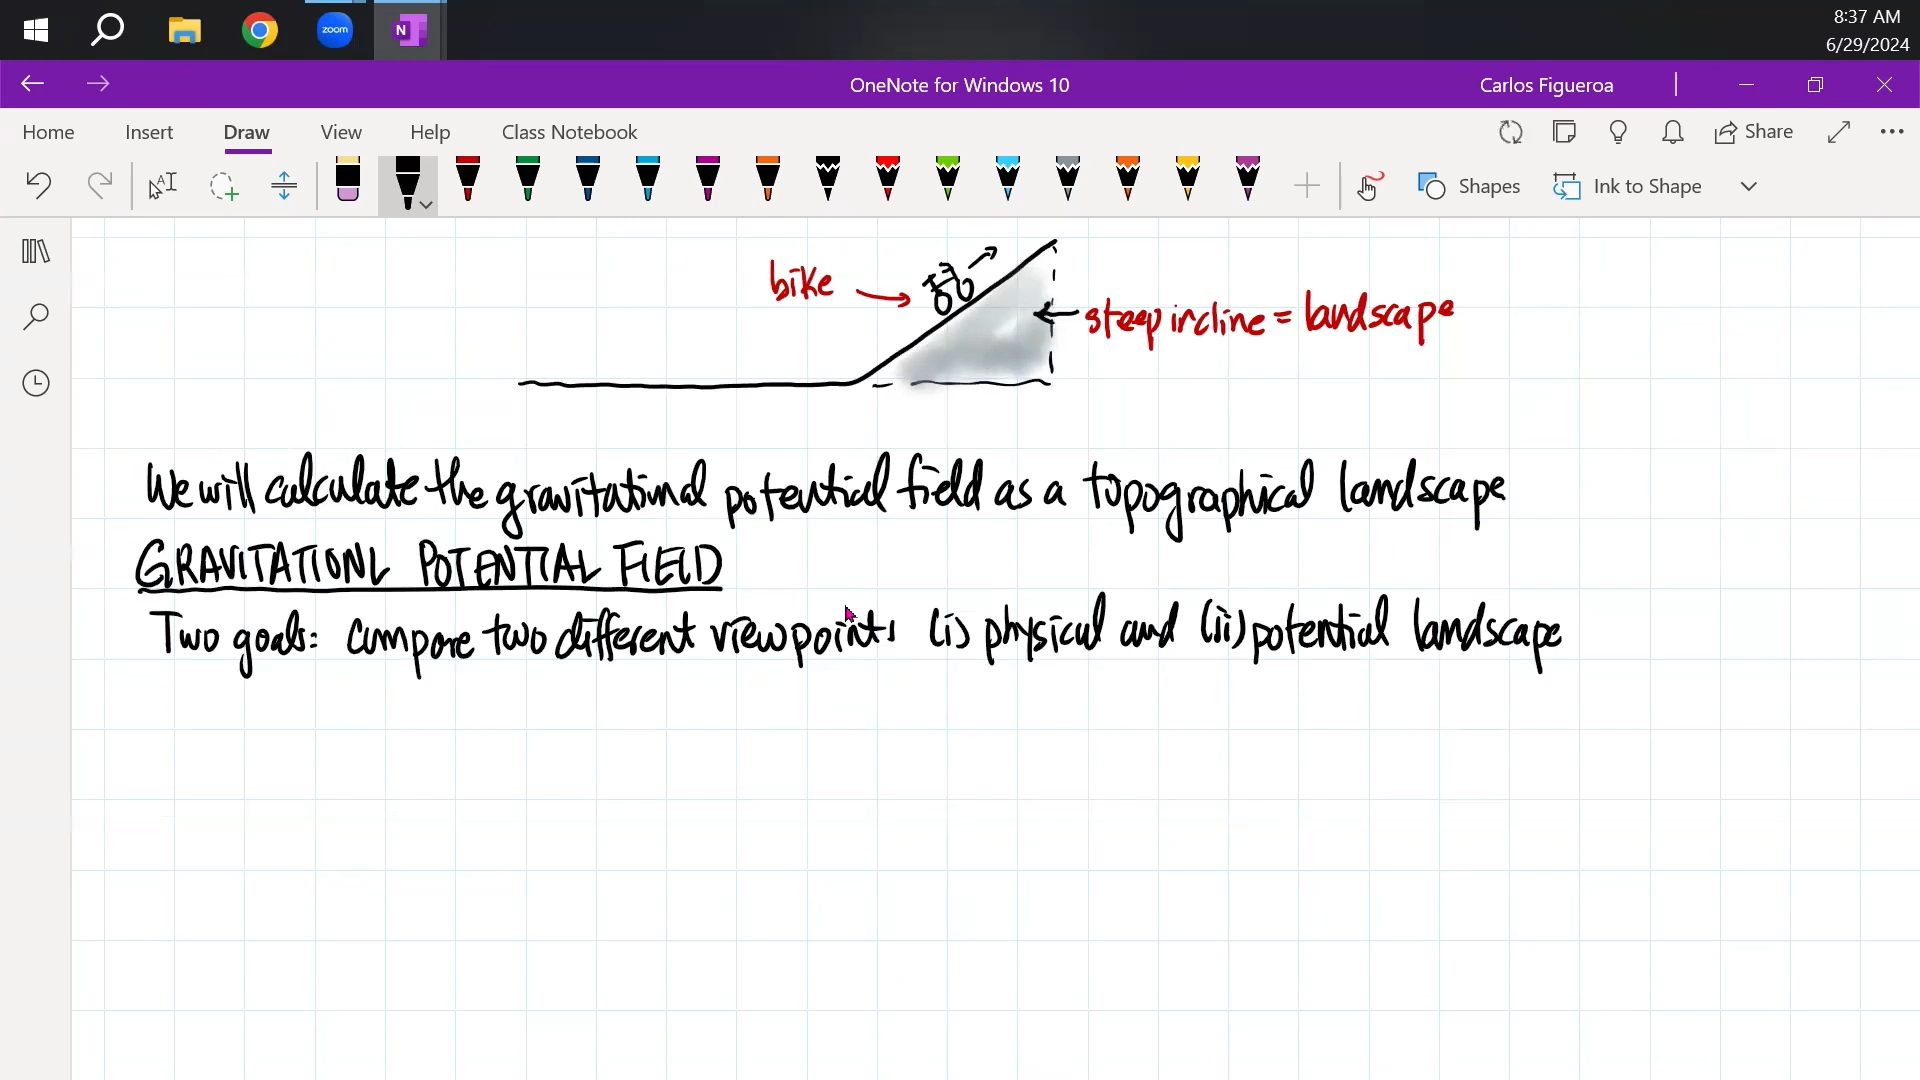 8:37 AM
zoom
N
6/29/2024
OneNote for Windows 10
Carlos Figueroa
Home Insert Draw View Help Class Notebook
Share
Shapes
Ink to Shape
bike
steep incline = landscape
We will calculate the gravitational potential field as a topographical landscape
GRAVITATIONL POTENTIAL FIELD
Two goals: compare two different viewpoints (i) physical and (ii) potential landscape